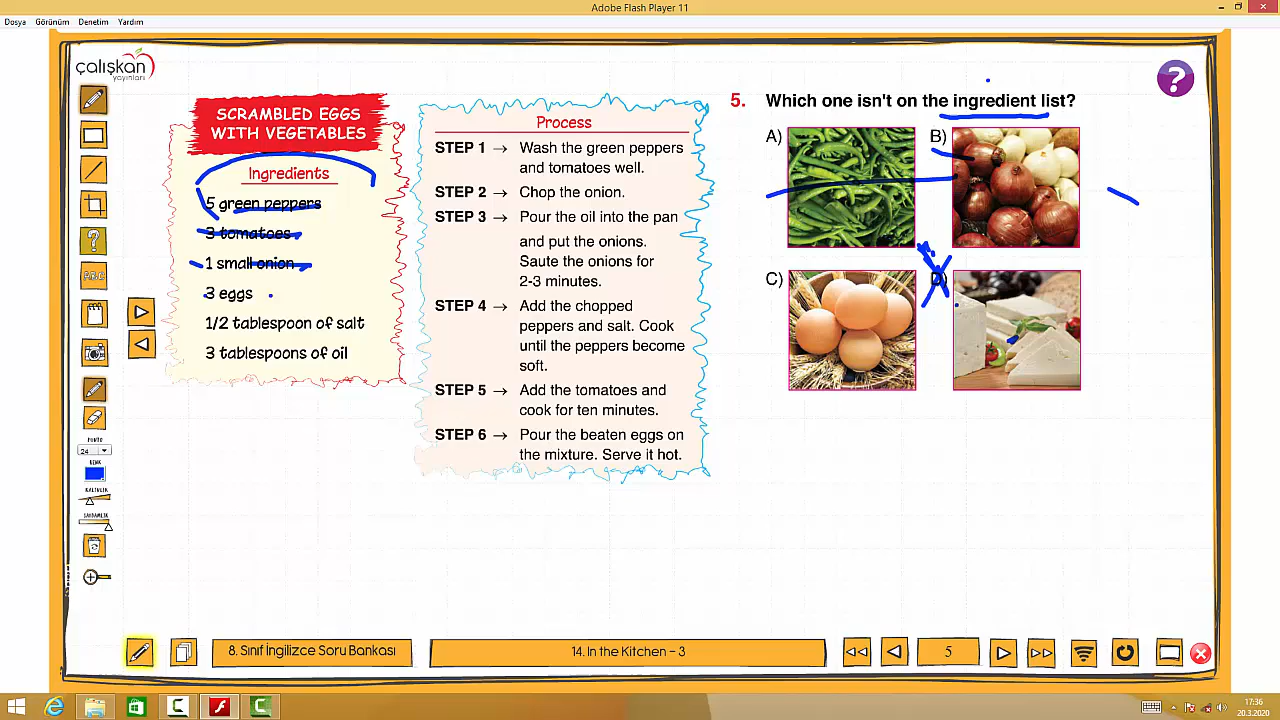 Adobe Flash Player 11
Dosya Görünüm Denetim Yardım
çalışkan
yayınları
SCRAMBLED EGGS
WITH VEGETABLES
Ingredients
5 green peppers
3 tomatoes
1 small onion
3 eggs
1/2 tablespoon of salt
3 tablespoons of oil
Process
STEP 1 → Wash the green peppers
and tomatoes well.
STEP 2 → Chop the onion.
STEP 3 → Pour the oil into the pan
and put the onions.
Saute the onions for
2-3 minutes.
STEP 4 → Add the chopped
peppers and salt. Cook
until the peppers become
soft.
STEP 5 → Add the tomatoes and
cook for ten minutes.
STEP 6 → Pour the beaten eggs on
the mixture. Serve it hot.
5. Which one isn't on the ingredient list?
A) B)
C) D)
?
?
ABC
PUNTO
24
RENK
KALINLIK
SAYDAMLIK
8. Sınıf İngilizce Soru Bankası
14. In the Kitchen – 3
5
17:36
20.3.2020